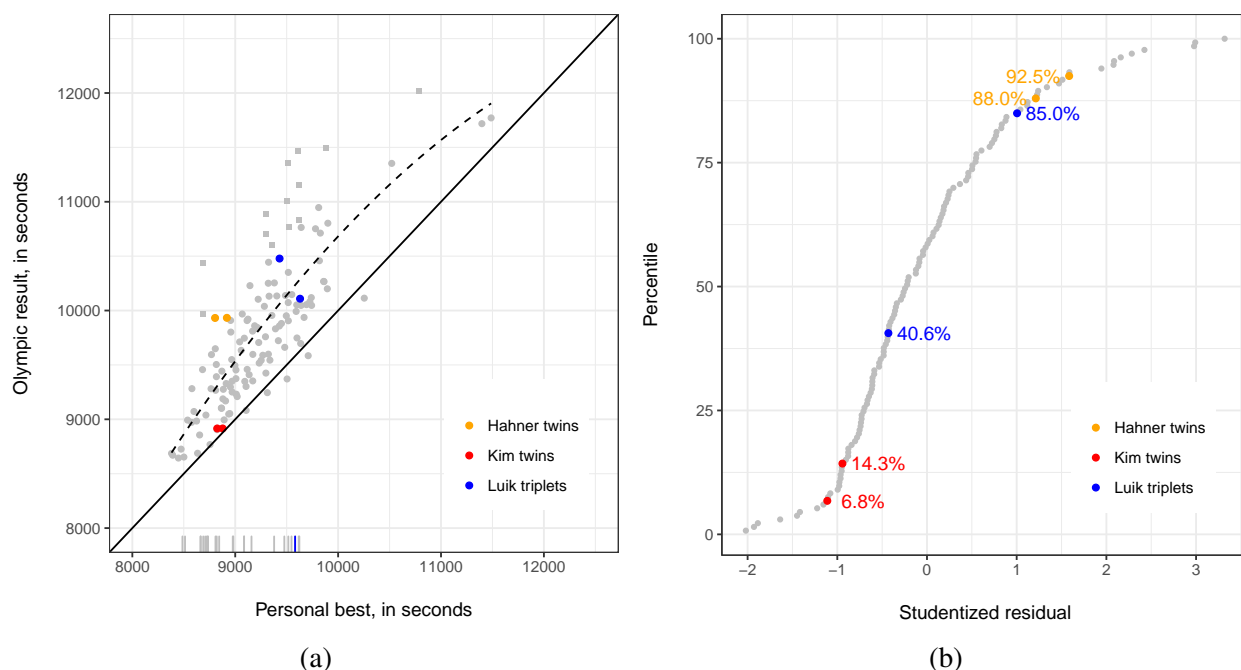 12000
11000
10000
9000
8000
8000 9000 10000 11000 12000
Olympic result, in seconds
Personal best, in seconds
Hahner twins
Kim twins
Luik triplets
(a)
100
75
50
25
0
−2 −1 0 1 2 3
Percentile
Studentized residual
92.5%
88.0%
85.0%
40.6%
14.3%
6.8%
Hahner twins
Kim twins
Luik triplets
(b)